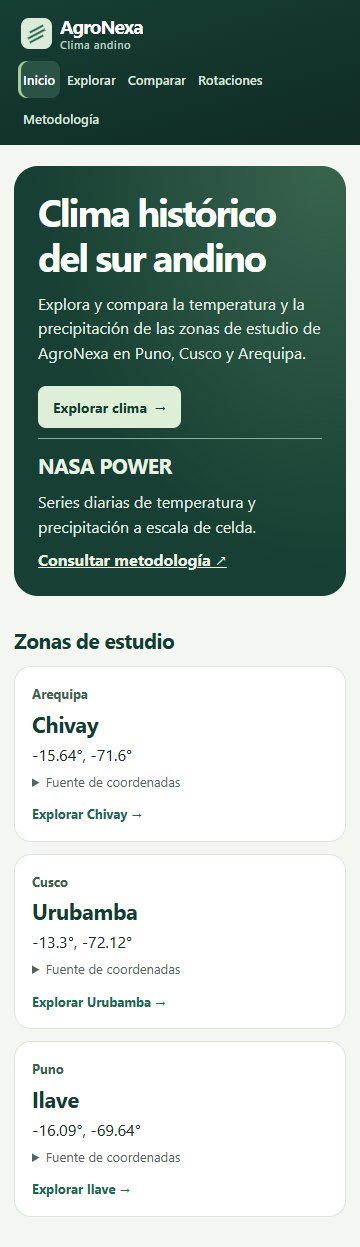 AgroNexa
Clima andino
Inicio Explorar Comparar Rotaciones
Metodología
Clima histórico
del sur andino
Explora y compara la temperatura y la
precipitación de las zonas de estudio de
AgroNexa en Puno, Cusco y Arequipa.
Explorar clima →
NASA POWER
Series diarias de temperatura y
precipitación a escala de celda.
Consultar metodología ↗
Zonas de estudio
Arequipa
Chivay
-15.64°, -71.6°
▶ Fuente de coordenadas
Explorar Chivay →
Cusco
Urubamba
-13.3°, -72.12°
▶ Fuente de coordenadas
Explorar Urubamba →
Puno
Ilave
-16.09°, -69.64°
▶ Fuente de coordenadas
Explorar Ilave →